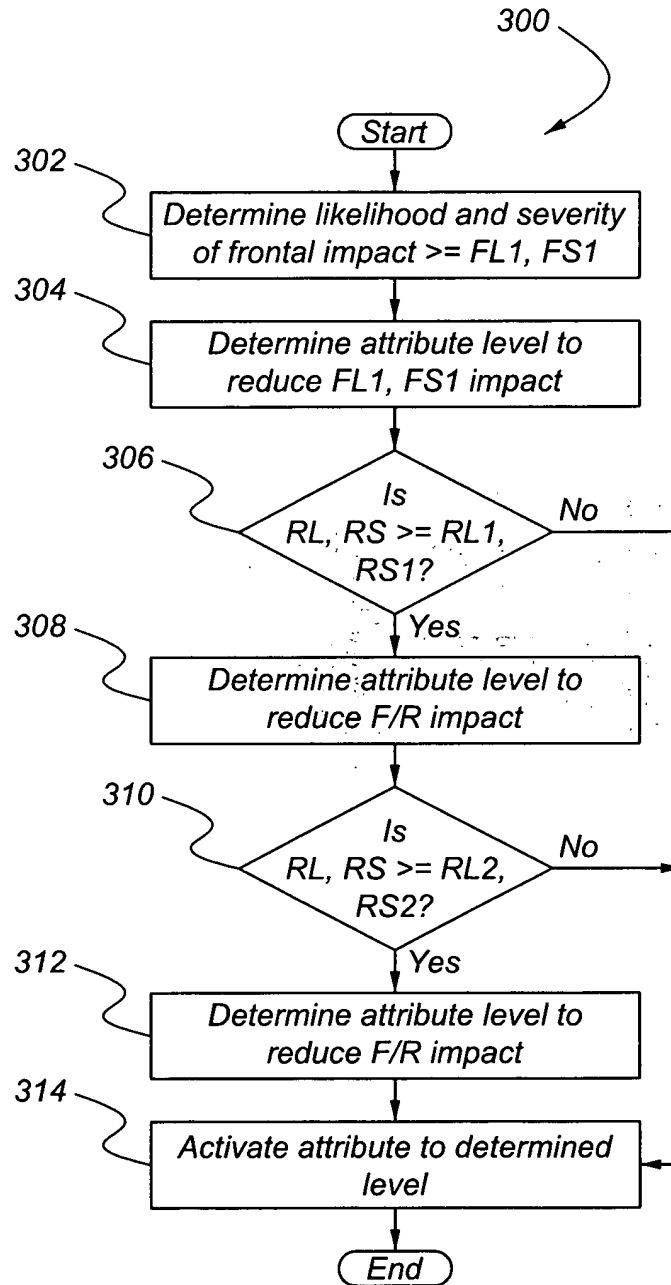 300
Start
302
Determine likelihood and severity
of frontal impact >= FL1, FS1
304
Determine attribute level to
reduce FL1, FS1 impact
306
Is
RL, RS >= RL1,
RS1?
No
Yes
308
Determine attribute level to
reduce F/R impact
310
Is
RL, RS >= RL2,
RS2?
No
Yes
312
Determine attribute level to
reduce F/R impact
314
Activate attribute to determined
level
End